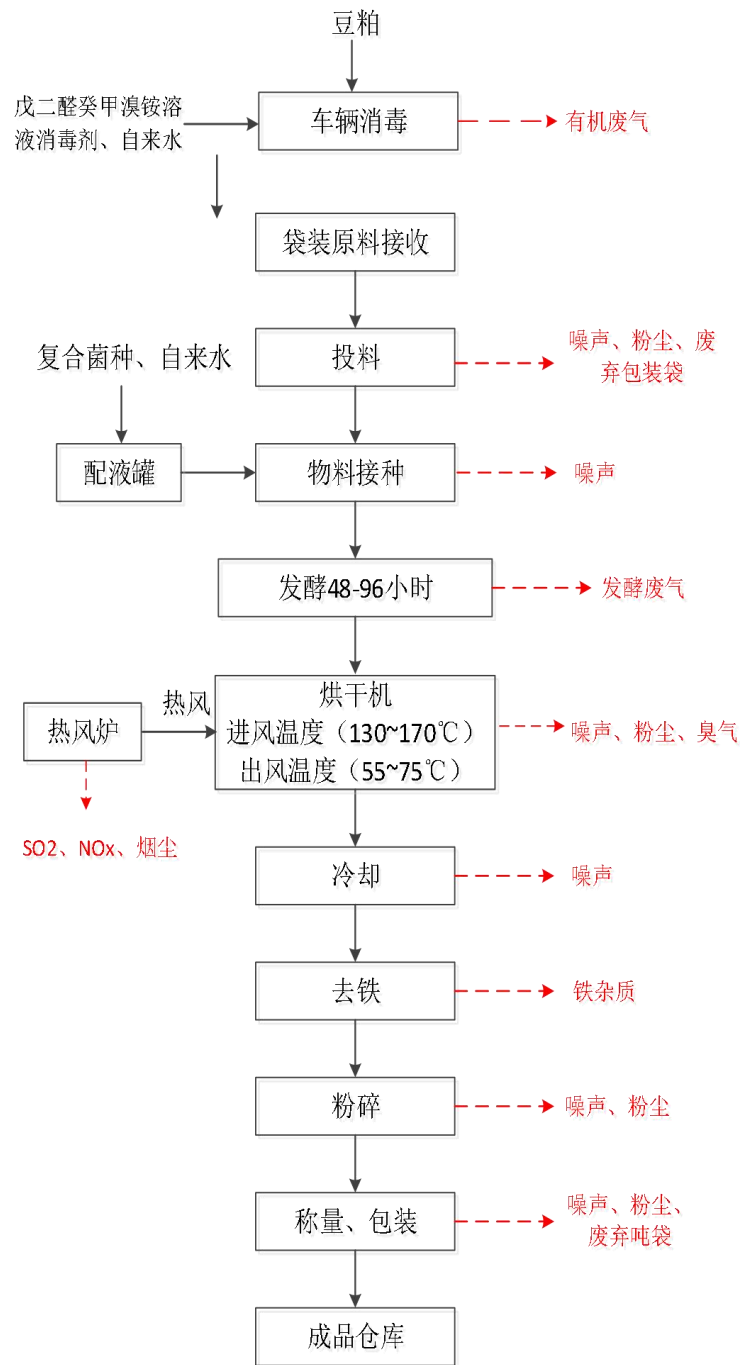 豆粕
戊二醛癸甲溴铵溶
液消毒剂、自来水
车辆消毒
有机废气
袋装原料接收
复合菌种、自来水
投料
噪声、粉尘、废
弃包装袋
配液罐
物料接种
噪声
发酵48-96小时
发酵废气
热风炉
热风
烘干机
进风温度（130~170℃）
出风温度（55~75℃）
噪声、粉尘、臭气
SO2、NOx、烟尘
冷却
噪声
去铁
铁杂质
粉碎
噪声、粉尘
称量、包装
噪声、粉尘、
废弃吨袋
成品仓库